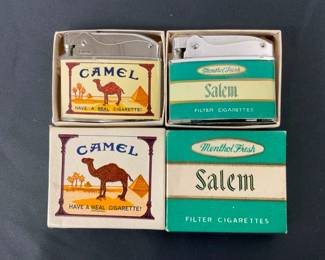 CAMEL
HAVE A REAL CIGARETTE!
Menthol Fresh
Salem
FILTER CIGARETTES
CAMEL
HAVE A REAL CIGARETTE!
Menthol Fresh
Salem
FILTER CIGARETTES